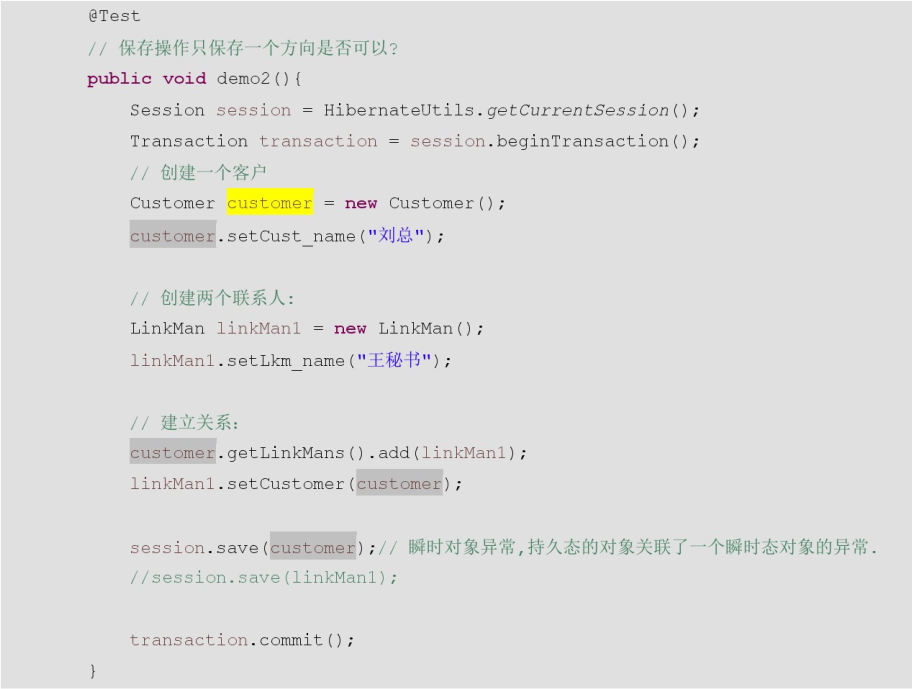 @Test
// 保存操作只保存一个方向是否可以?
public void demo2(){
Session session = HibernateUtils.getCurrentSession();
Transaction transaction = session.beginTransaction();
// 创建一个客户
Customer customer = new Customer();
customer.setCust_name("刘总");
// 创建两个联系人:
LinkMan linkMan1 = new LinkMan();
linkMan1.setLkm_name("王秘书");
// 建立关系:
customer.getLinkMans().add(linkMan1);
linkMan1.setCustomer(customer);
session.save(customer);// 瞬时对象异常,持久态的对象关联了一个瞬时态对象的异常.
//session.save(linkMan1);
transaction.commit();
}